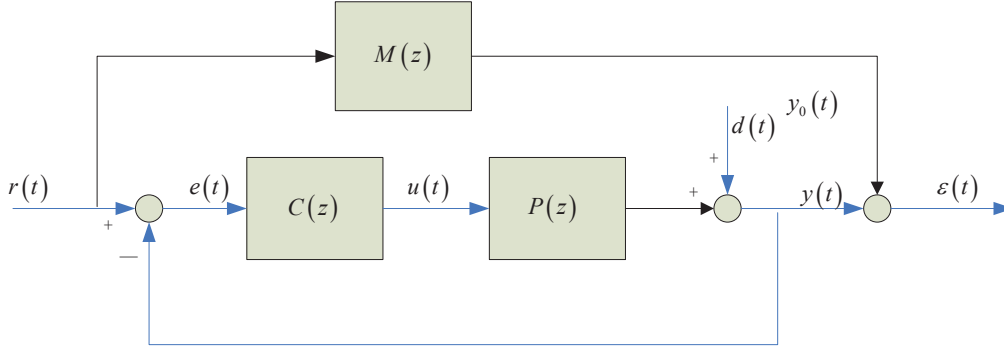 M(z)
y₀(t)
d(t)
+
r(t)
e(t)
u(t)
+
y(t)
ε(t)
C(z)
P(z)
+
—